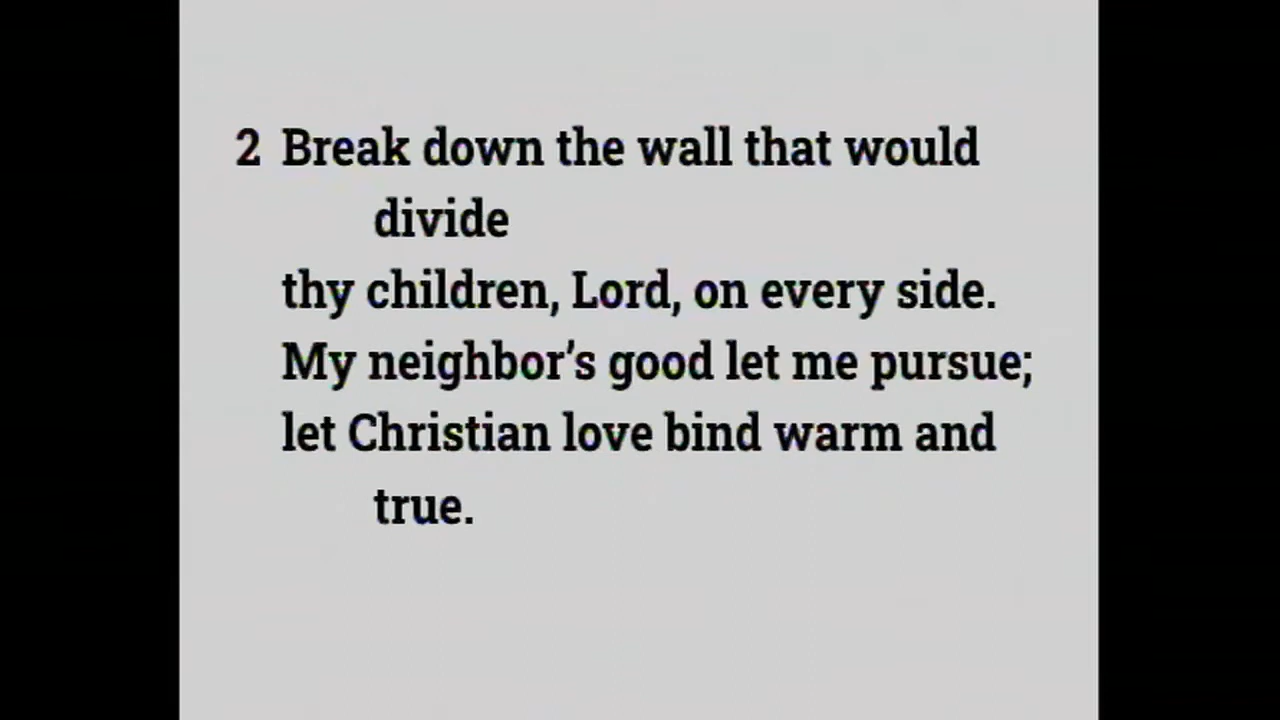 2 Break down the wall that would
divide
thy children, Lord, on every side.
My neighbor’s good let me pursue;
let Christian love bind warm and
true.